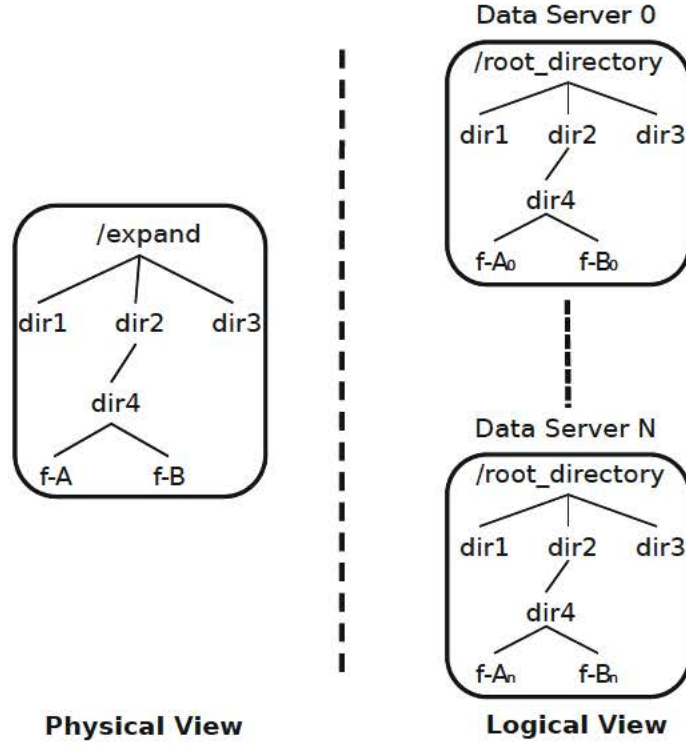 /expand
dir1 dir2 dir3
dir4
f-A f-B
Physical View
Data Server 0
/root_directory
dir1 dir2 dir3
dir4
f-A₀ f-B₀
Data Server N
/root_directory
dir1 dir2 dir3
dir4
f-Aₙ f-Bₙ
Logical View